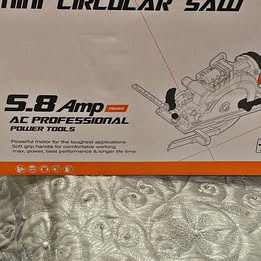 MINI CIRCULAR SAW
5.8 Amp POWER
AC PROFESSIONAL
POWER TOOLS
Powerful motor for the toughest applications
Soft grip handle for comfortable working
max. power, best performance & longer life time